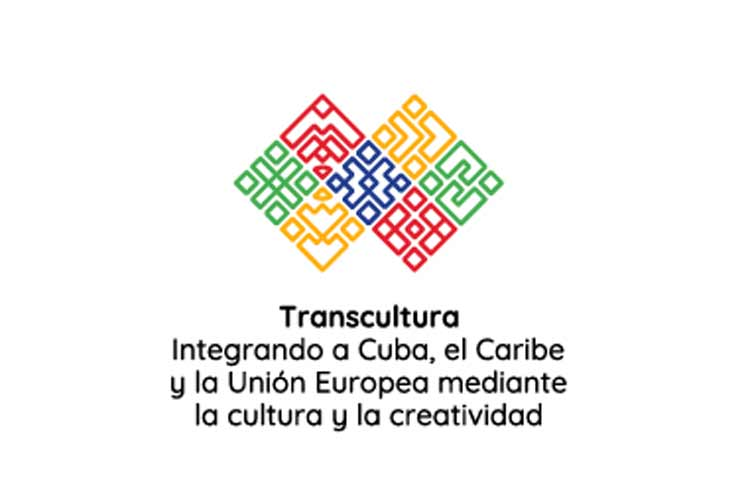 Transcultura
Integrando a Cuba, el Caribe
y la Unión Europea mediante
la cultura y la creatividad